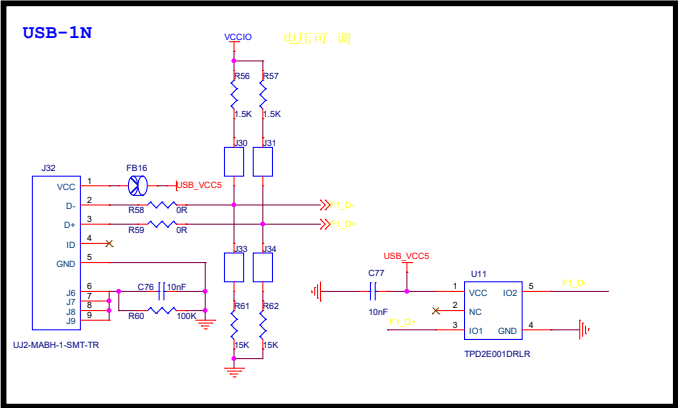 USB-1N
VCCIO
电压可 调
R56
R57
1.5K
1.5K
J30
J31
J32
FB16
VCC
1
USB_VCC5
D-
2
R58
0R
F1_D-
D+
3
R59
0R
F1_D+
ID
4
GND
5
J33
J34
J6
6
C76
10nF
J7
7
J8
8
J9
9
R60
100K
R61
R62
15K
15K
UJ2-MABH-1-SMT-TR
USB_VCC5
C77
10nF
U11
1
VCC
IO2
5
F1_D-
2
NC
F1_D+
3
IO1
GND
4
TPD2E001DRLR